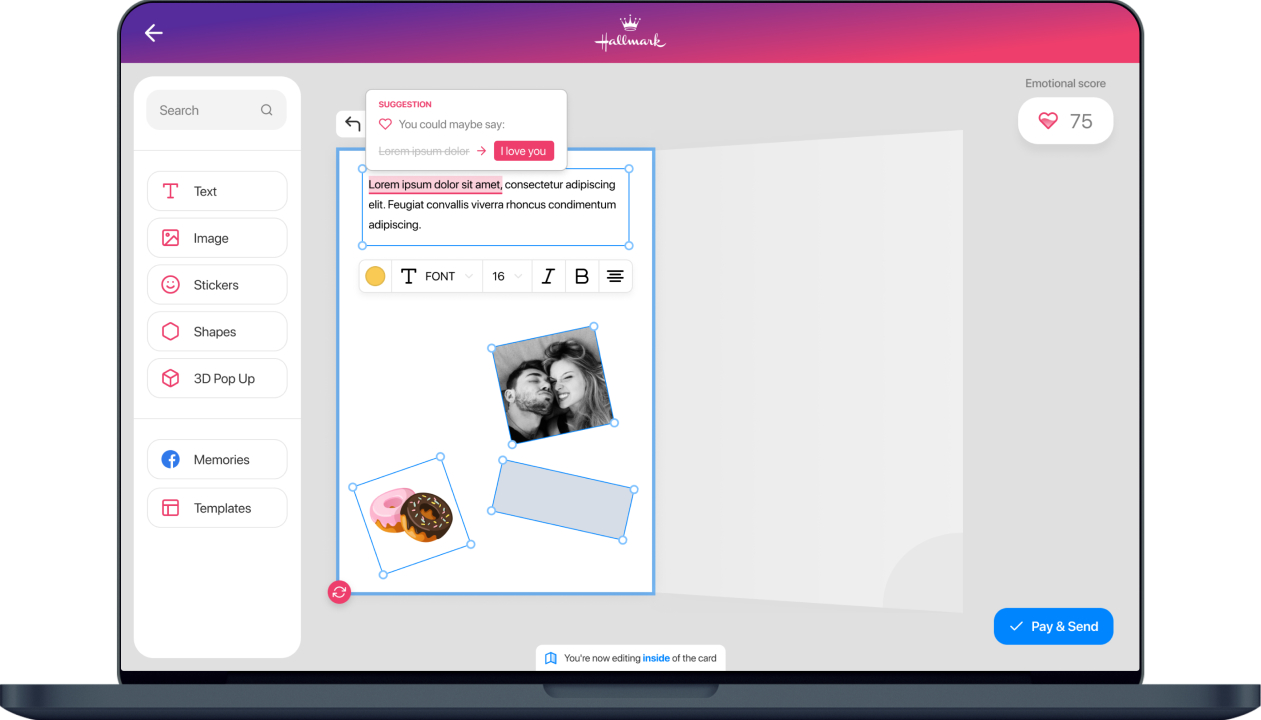 Hallmark
Emotional score
75
Search
Text
Image
Stickers
Shapes
3D Pop Up
Memories
Templates
SUGGESTION
You could maybe say:
Lorem ipsum dolor → I love you
Lorem ipsum dolor sit amet, consectetur adipiscing
elit. Feugiat convallis viverra rhoncus condimentum
adipiscing.
T FONT 16 I B
Pay & Send
You're now editing inside of the card